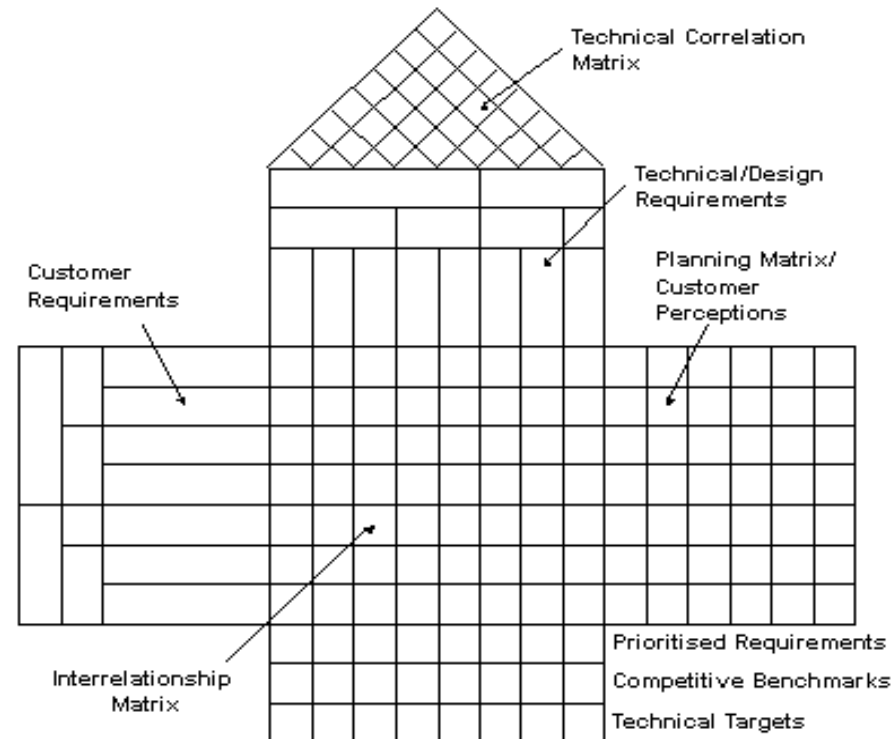 Technical Correlation
Matrix
Technical/Design
Requirements
Customer
Requirements
Planning Matrix/
Customer
Perceptions
Interrelationship
Matrix
Prioritised Requirements
Competitive Benchmarks
Technical Targets